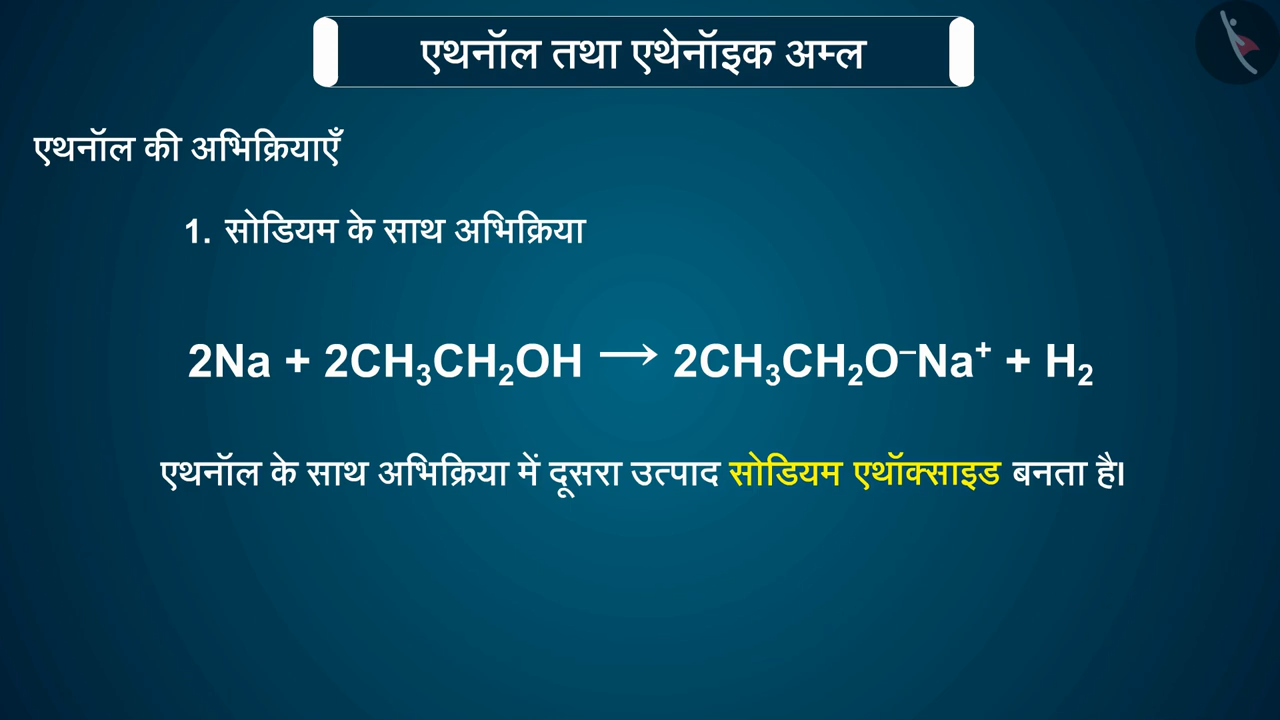 एथनॉल तथा एथेनॉइक अम्ल
एथनॉल की अभिक्रियाएँ
1. सोडियम के साथ अभिक्रिया
2Na + 2CH₃CH₂OH → 2CH₃CH₂O⁻Na⁺ + H₂
एथनॉल के साथ अभिक्रिया में दूसरा उत्पाद सोडियम एथॉक्साइड बनता है।